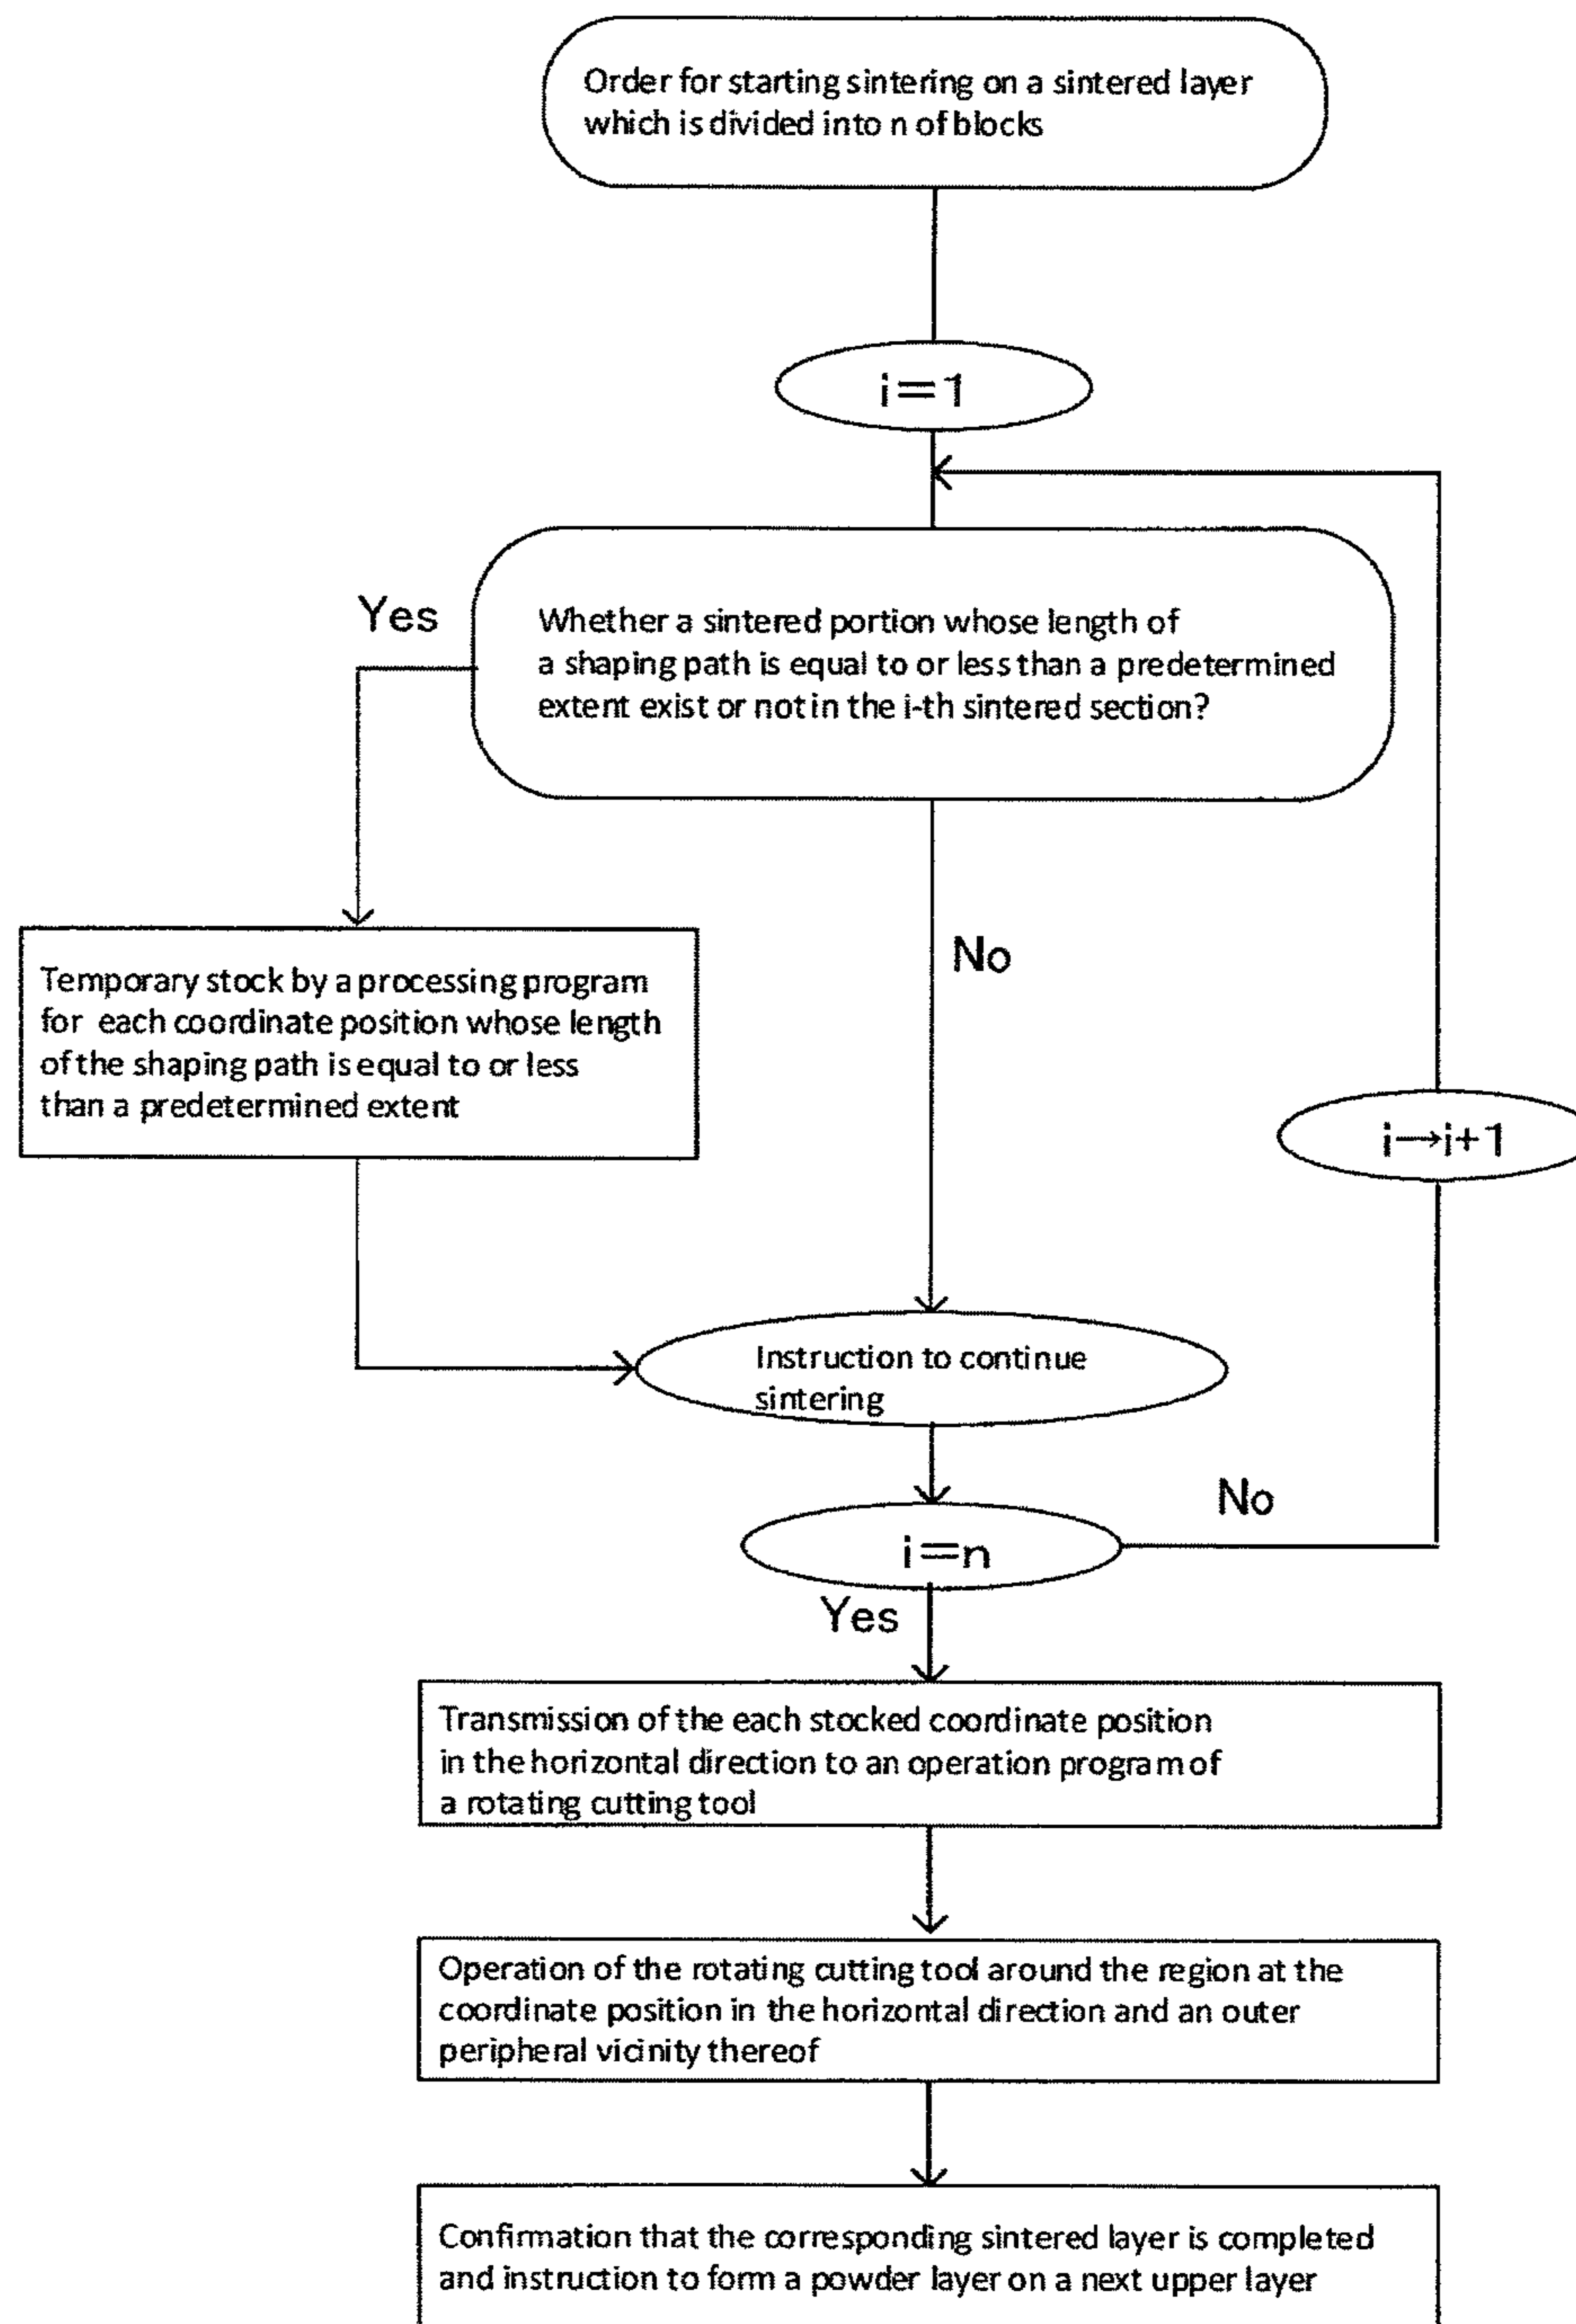 Order for starting sintering on a sintered layer
which is divided into n of blocks
i=1
Yes
Whether a sintered portion whose length of
a shaping path is equal to or less than a predetermined
extent exist or not in the i-th sintered section?
No
Temporary stock by a processing program
for each coordinate position whose length
of the shaping path is equal to or less
than a predetermined extent
i→i+1
Instruction to continue
sintering
No
i=n
Yes
Transmission of the each stocked coordinate position
in the horizontal direction to an operation program of
a rotating cutting tool
Operation of the rotating cutting tool around the region at the
coordinate position in the horizontal direction and an outer
peripheral vicinity thereof
Confirmation that the corresponding sintered layer is completed
and instruction to form a powder layer on a next upper layer